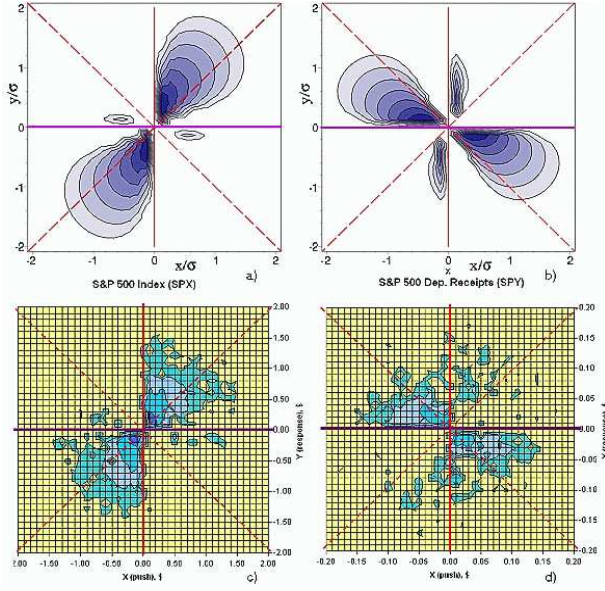 2
1
y/σ
0
-1
-2
-2 -1 0 1 2
x/σ
a)
S&P 500 Index (SPX)
2
1
y/σ
0
-1
-2
-2 -1 0 1 2
x
x/σ
b)
S&P 500 Dep. Receipts (SPY)
2.00
1.50
1.00
0.50
0.00
-0.50
-1.00
-1.50
-2.00
Y (response), $
2.00 -1.50 -1.00 -0.50 0.00 0.50 1.00 1.50 2.00
X (push), $
c)
0.20
0.15
0.10
0.05
0.00
-0.05
-0.10
-0.15
-0.20
Y (response), $
-0.20 -0.15 -0.10 -0.05 0.00 0.05 0.10 0.15 0.20
X (push), $
d)